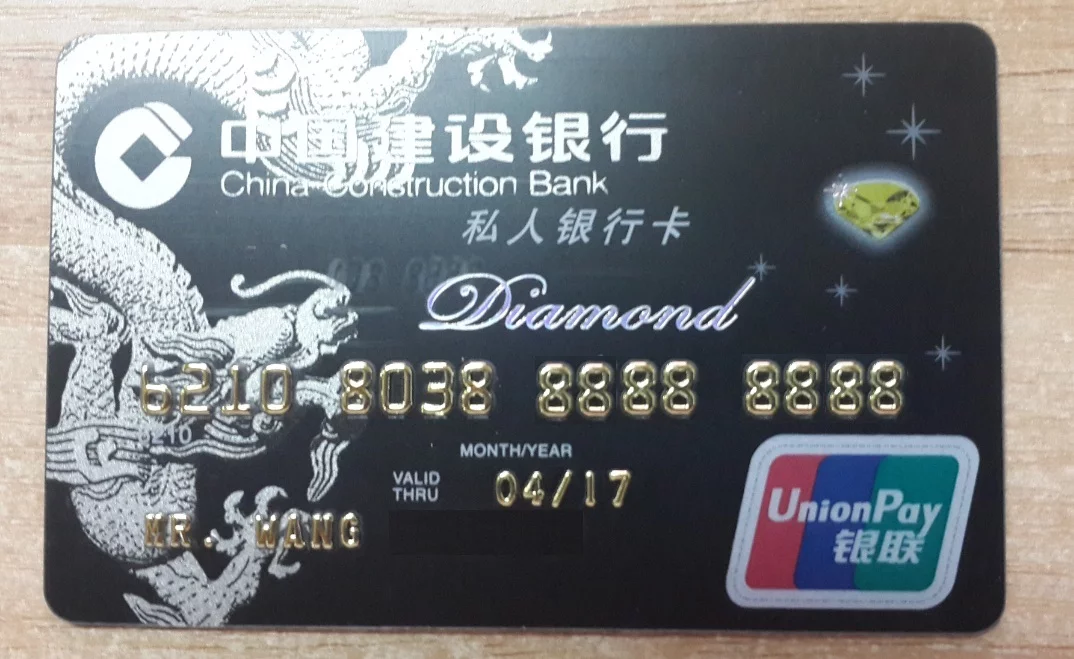 中国建设银行
China Construction Bank
私人银行卡
Diamond
6210 8038 8888 8888
6210
MONTH/YEAR
VALID
THRU
04/17
MR. WANG
UnionPay
银联